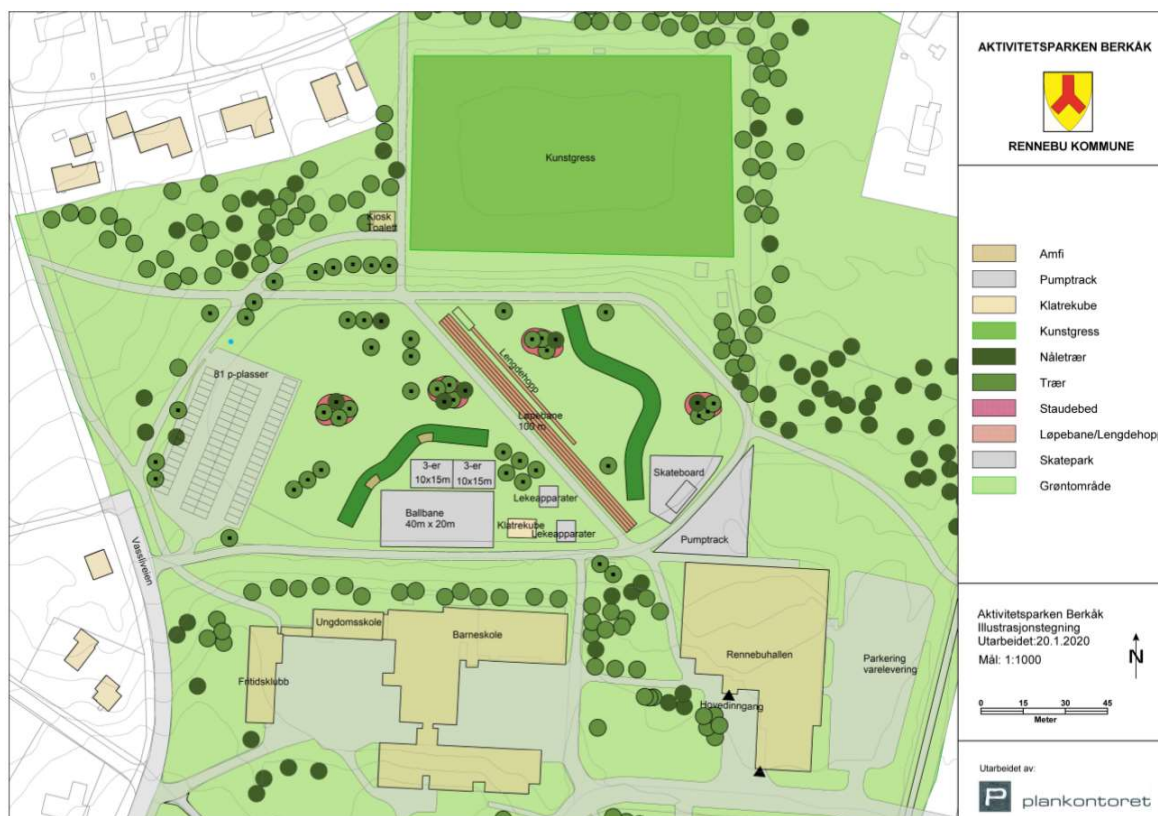 Kunstgress
Kiosk
Toalett
81 p-plasser
Lengdehopp
Løpebane
100 m
3-er
10x15m
3-er
10x15m
Ballbane
40m x 20m
Lekeapparater
Klatrekube
Lekeapparater
Skateboard
Pumptrack
Vassliveien
Ungdomsskole
Barneskole
Fritidsklubb
Rennebuhallen
Hovedinngang
Parkering
varelevering
AKTIVITETSPARKEN BERKÅK
RENNEBU KOMMUNE
Amfi
Pumptrack
Klatrekube
Kunstgress
Nåletrær
Trær
Staudebed
Løpebane/Lengdehopp
Skatepark
Grøntområde
Aktivitetsparken Berkåk
Illustrasjonstegning
Utarbeidet:20.1.2020
Mål: 1:1000
N
0 15 30 45
Meter
Utarbeidet av:
P plankontoret